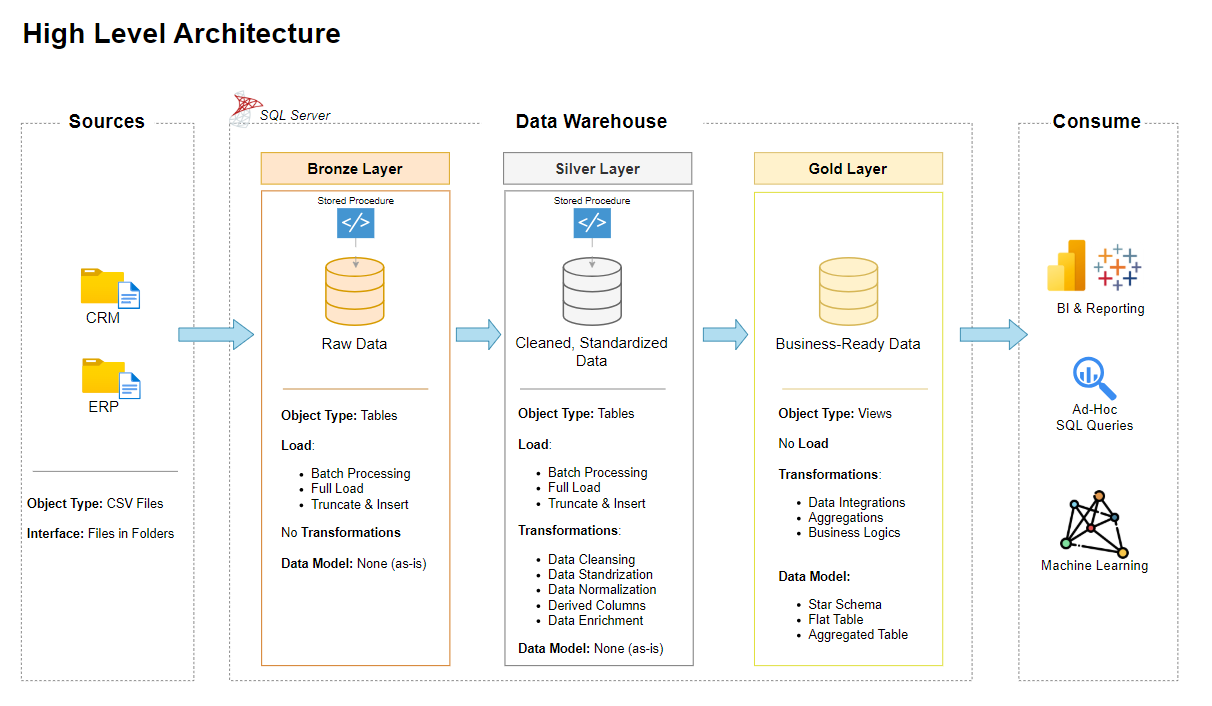 High Level Architecture
Sources
SQL Server
Data Warehouse
Consume
Bronze Layer
Silver Layer
Gold Layer
CRM
ERP
Object Type: CSV Files
Interface: Files in Folders
Stored Procedure
</>
Raw Data
Object Type: Tables
Load:
• Batch Processing
• Full Load
• Truncate & Insert
No Transformations
Data Model: None (as-is)
Stored Procedure
</>
Cleaned, Standardized
Data
Object Type: Tables
Load:
• Batch Processing
• Full Load
• Truncate & Insert
Transformations:
• Data Cleansing
• Data Standrization
• Data Normalization
• Derived Columns
• Data Enrichment
Data Model: None (as-is)
Business-Ready Data
Object Type: Views
No Load
Transformations:
• Data Integrations
• Aggregations
• Business Logics
Data Model:
• Star Schema
• Flat Table
• Aggregated Table
BI & Reporting
Ad-Hoc
SQL Queries
Machine Learning